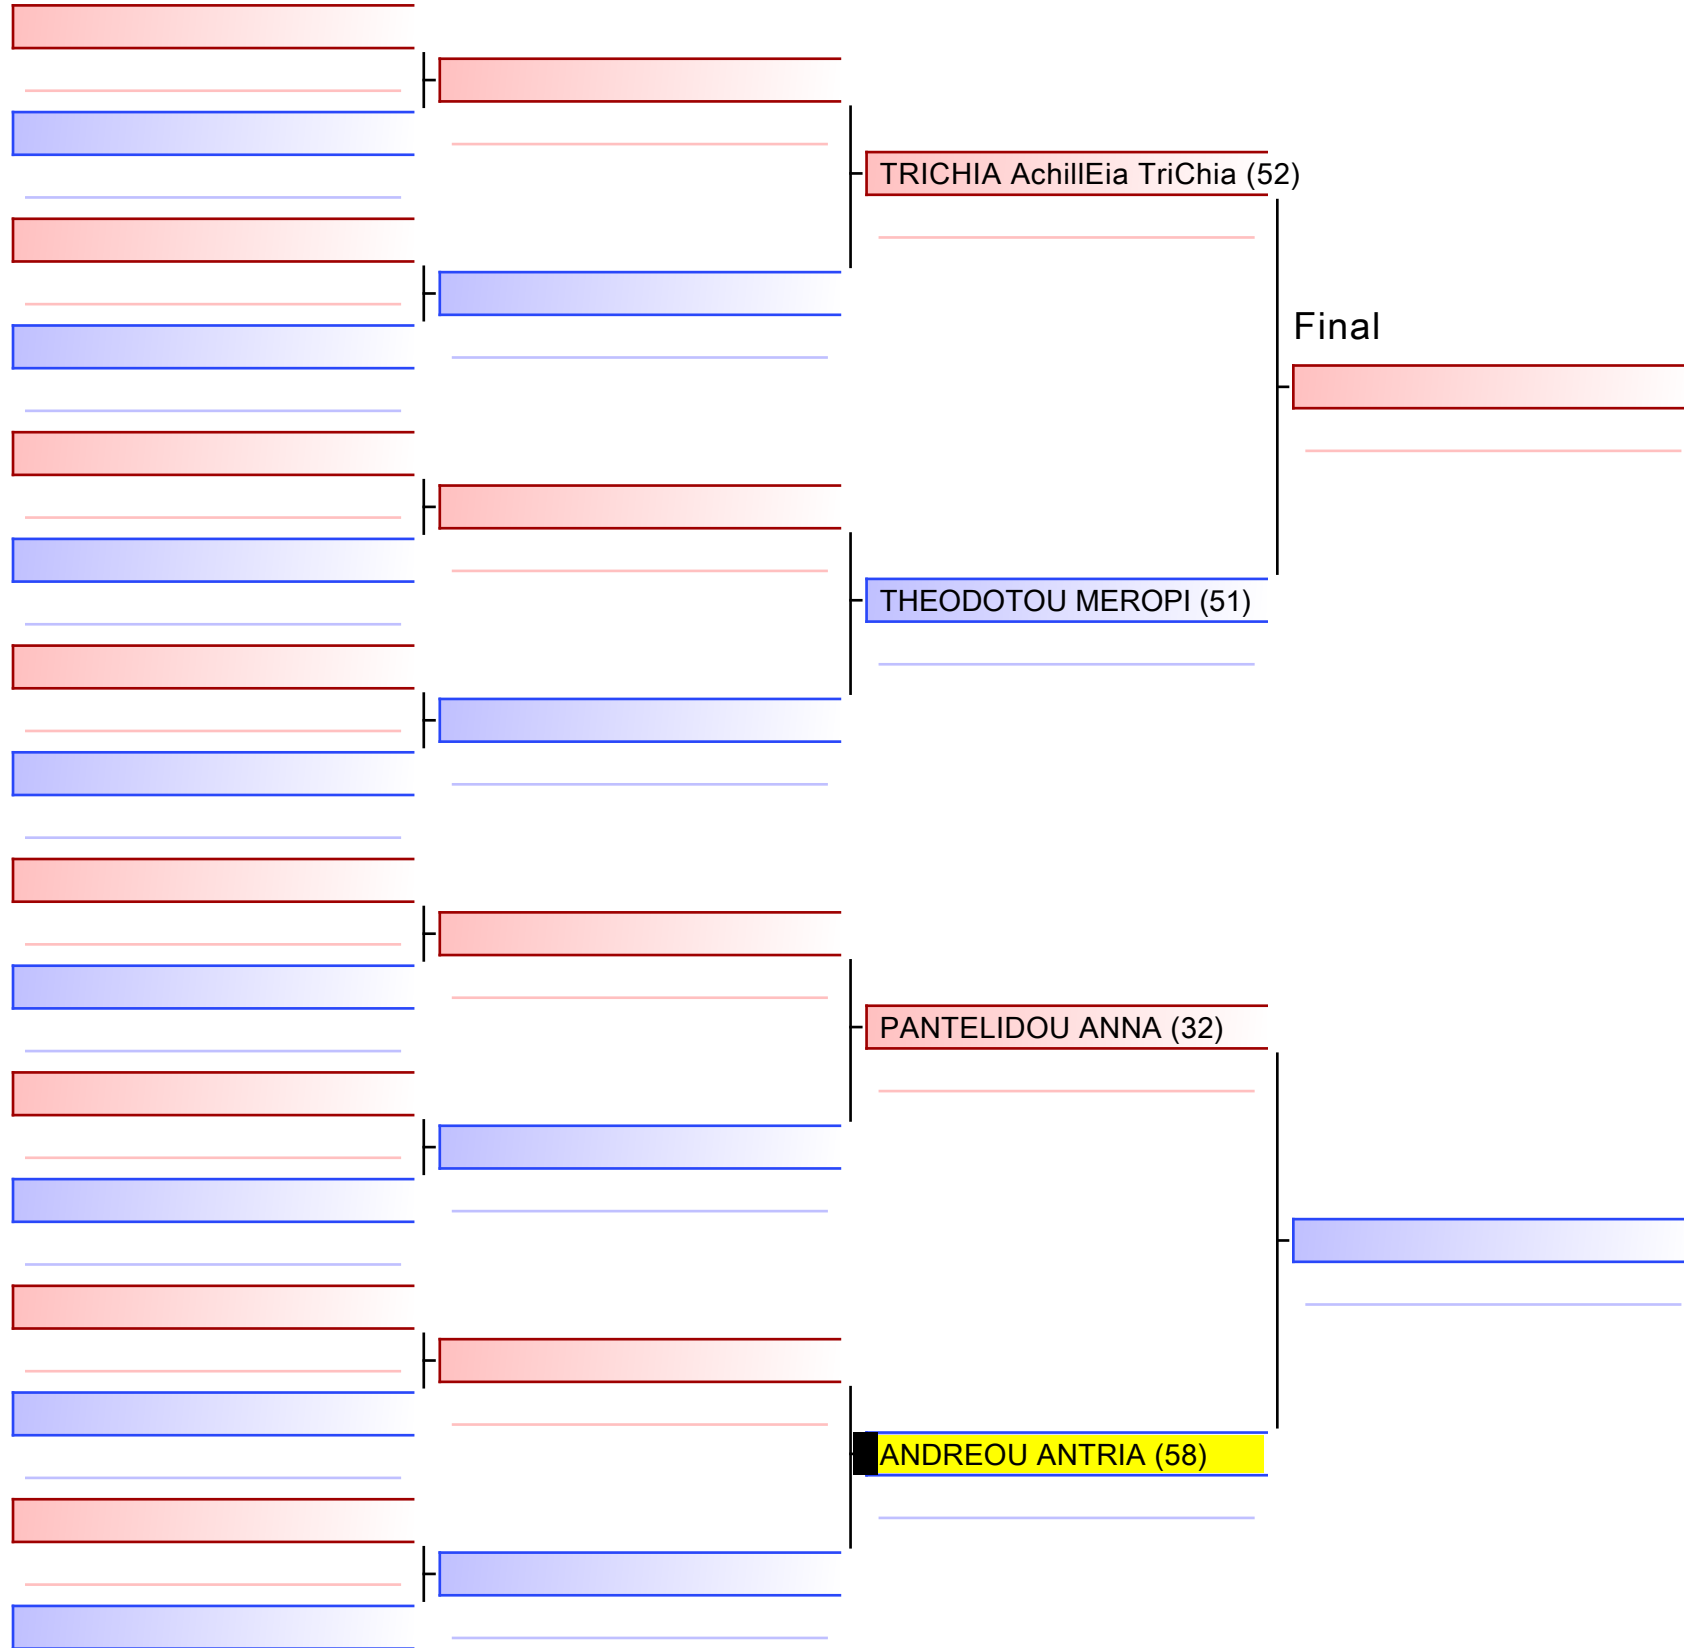 TRICHIA AchillEia TriChia (52)
Final
THEODOTOU MEROPI (51)
PANTELIDOU ANNA (32)
ANDREOU ANTRIA (58)